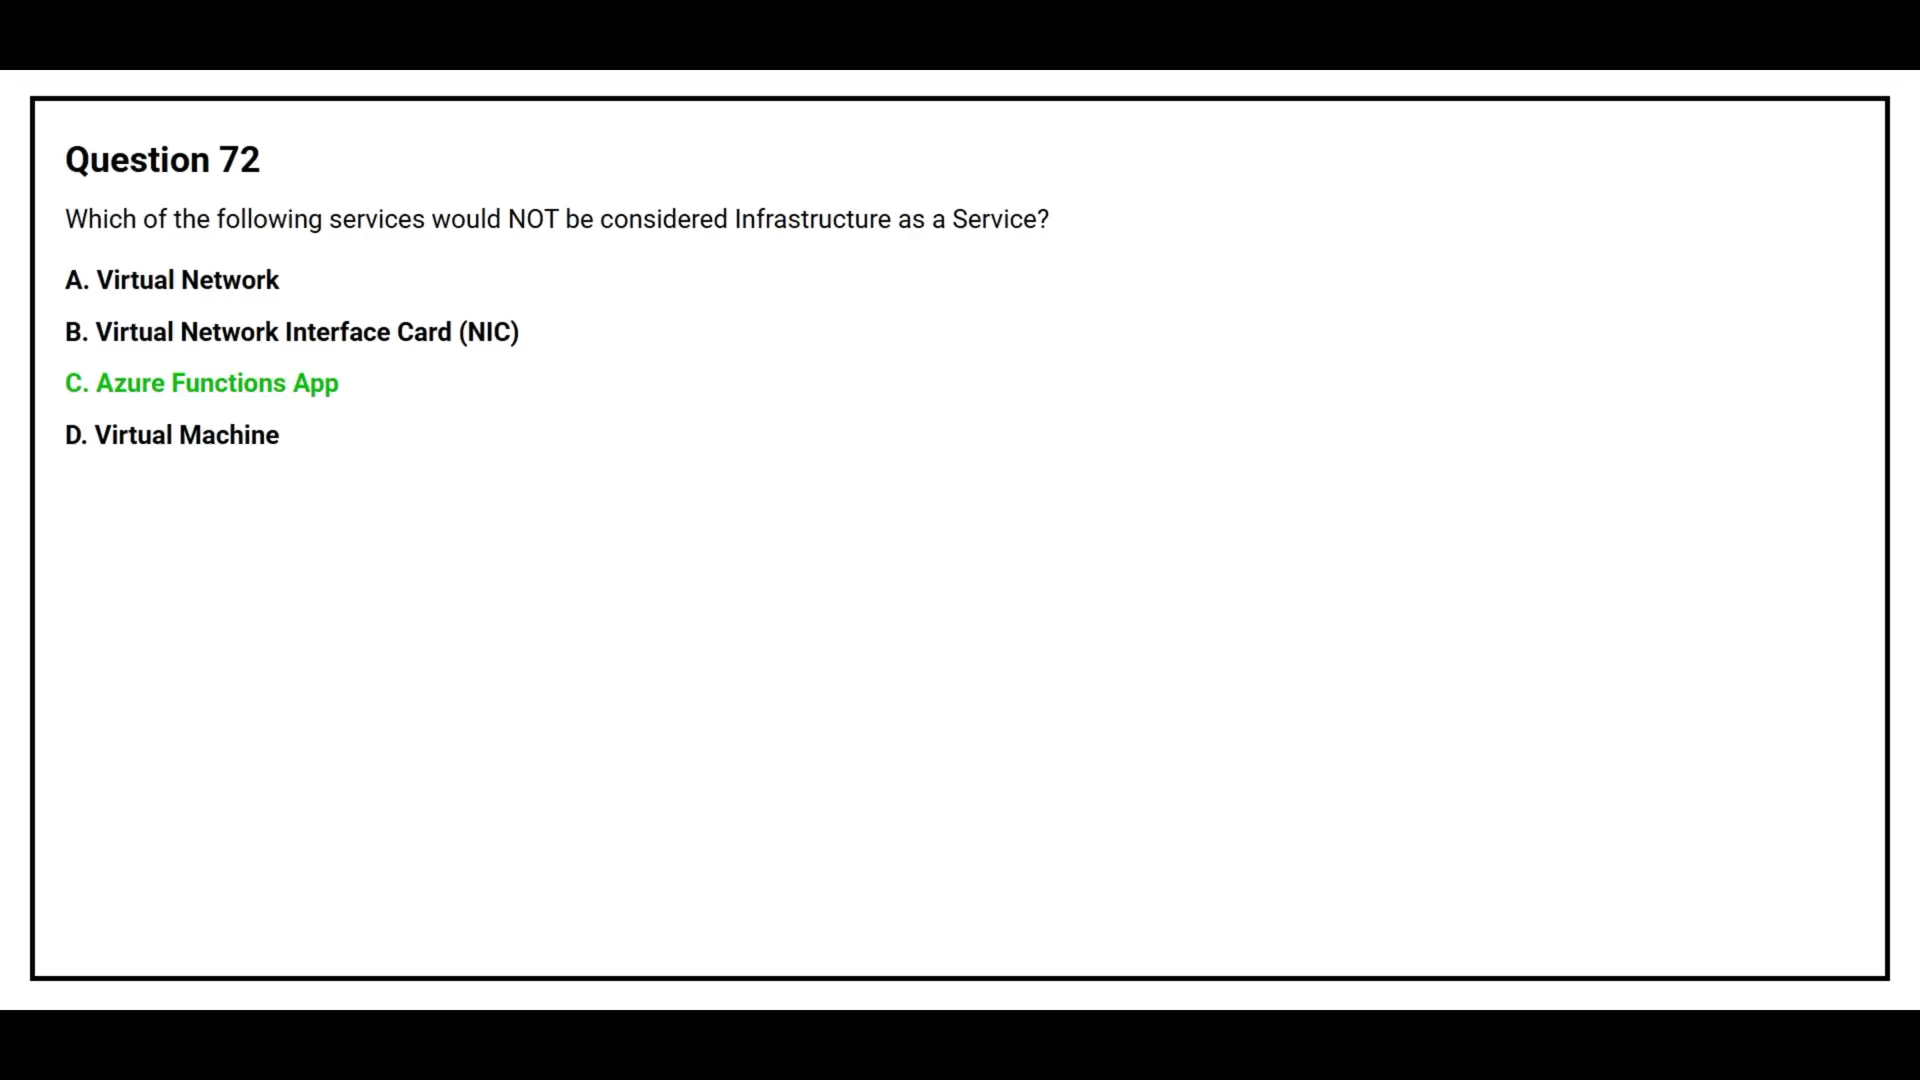 Question 72
Which of the following services would NOT be considered Infrastructure as a Service?
A. Virtual Network
B. Virtual Network Interface Card (NIC)
C. Azure Functions App
D. Virtual Machine